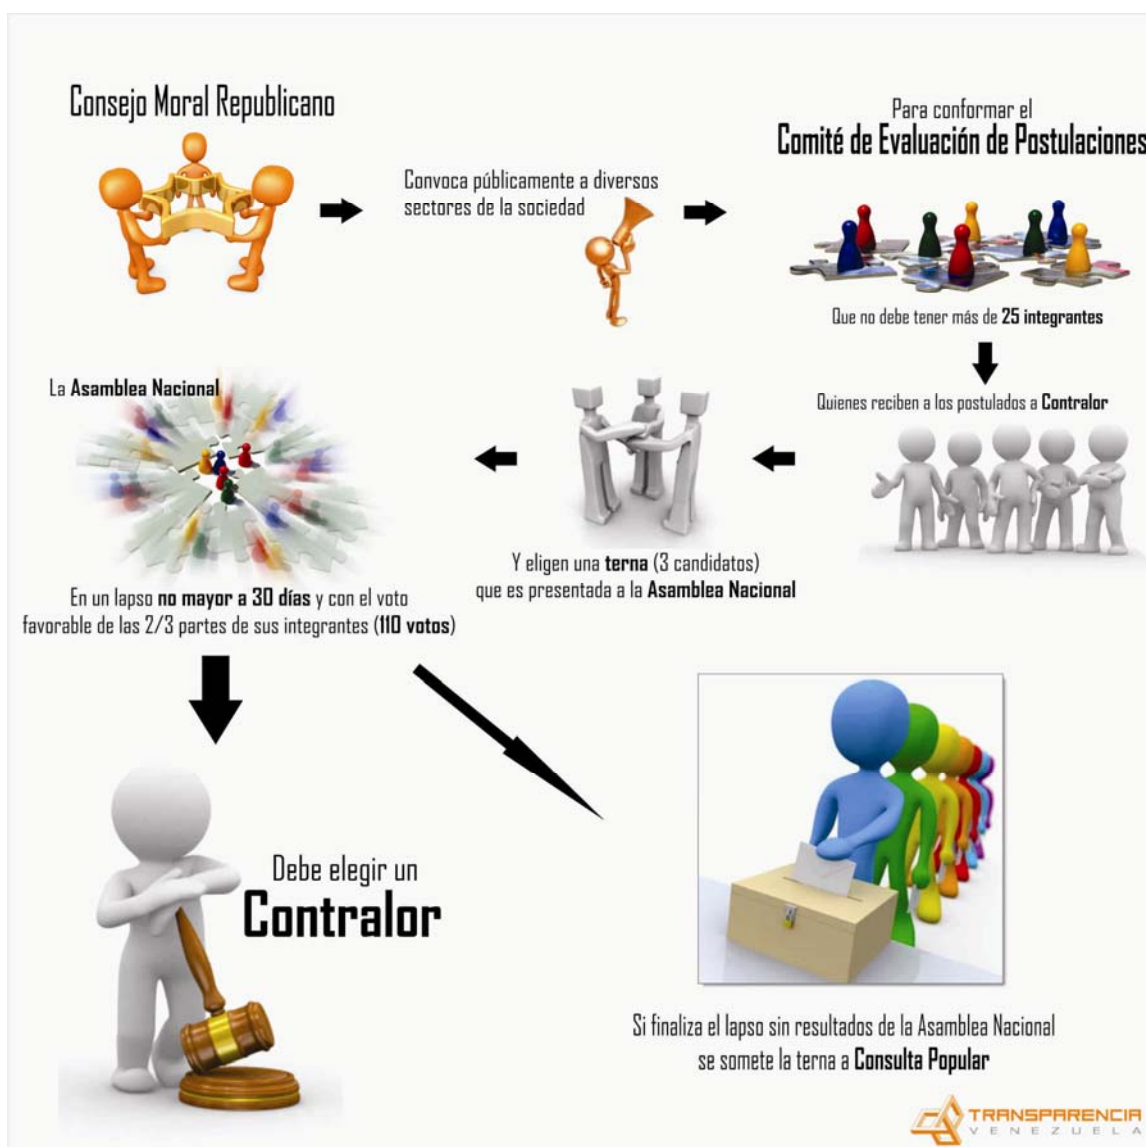 Consejo Moral Republicano
Convoca públicamente a diversos
sectores de la sociedad
Para conformar el
Comité de Evaluación de Postulaciones
Que no debe tener más de 25 integrantes
Quienes reciben a los postulados a Contralor
Y eligen una terna (3 candidatos)
que es presentada a la Asamblea Nacional
La Asamblea Nacional
En un lapso no mayor a 30 días y con el voto
favorable de las 2/3 partes de sus integrantes (110 votos)
Debe elegir un
Contralor
Si finaliza el lapso sin resultados de la Asamblea Nacional
se somete la terna a Consulta Popular
TRANSPARENCIA
VENEZUELA